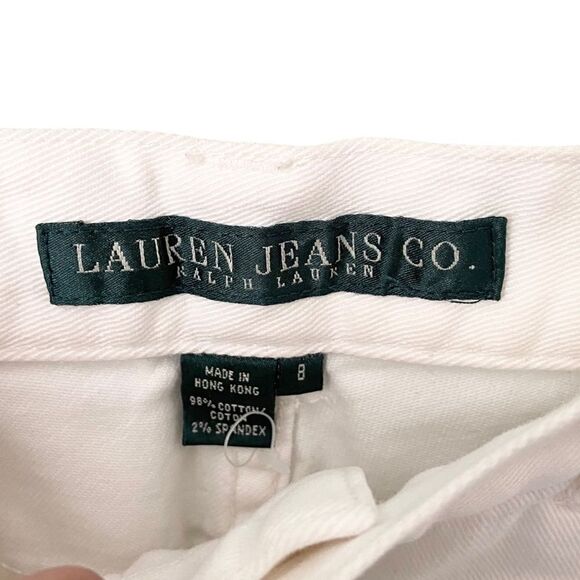 LAUREN JEANS CO.
RALPH LAUREN
MADE IN
HONG KONG
98% COTTON/
COTON
2% SPANDEX
8